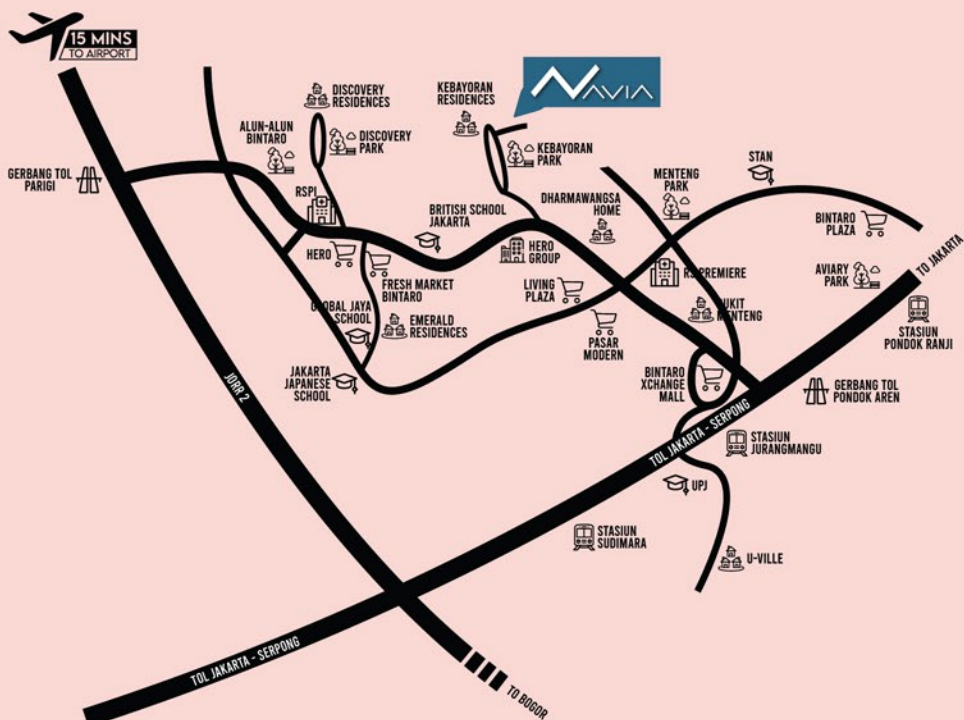 15 MINS
TO AIRPORT
DISCOVERY
RESIDENCES
KEBAYORAN
RESIDENCES
NAVIA
ALUN-ALUN
BINTARO
DISCOVERY
PARK
KEBAYORAN
PARK
STAN
GERBANG TOL
PARIGI
RSPI
MENTENG
PARK
DHARMAWANGSA
HOME
BRITISH SCHOOL
JAKARTA
BINTARO
PLAZA
HERO
HERO
GROUP
TO JAKARTA
FRESH MARKET
BINTARO
LIVING
PLAZA
RS PREMIERE
AVIARY
PARK
GLOBAL JAYA
SCHOOL
EMERALD
RESIDENCES
BUKIT
MENTENG
STASIUN
PONDOK RANJI
PASAR
MODERN
JAKARTA
JAPANESE
SCHOOL
JORR 2
BINTARO
XCHANGE
MALL
GERBANG TOL
PONDOK AREN
TOL JAKARTA - SERPONG
STASIUN
JURANGMANGU
UPJ
STASIUN
SUDIMARA
U-VILLE
TOL JAKARTA - SERPONG
TO BOGOR